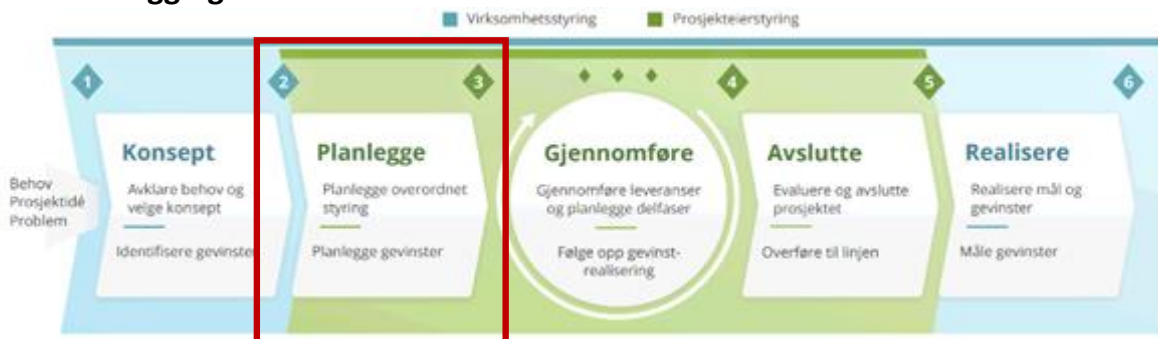 Virksomhetsstyring
Prosjekteierstyring
1
2
3
4
5
6
Behov
Prosjektidé
Problem
Konsept
Avklare behov og
velge konsept
Identifisere gevinster
Planlegge
Planlegge overordnet
styring
Planlegge gevinster
Gjennomføre
Gjennomføre leveranser
og planlegge delfaser
Følge opp gevinst-
realisering
Avslutte
Evaluere og avslutte
prosjektet
Overføre til linjen
Realisere
Realisere mål og
gevinster
Måle gevinster